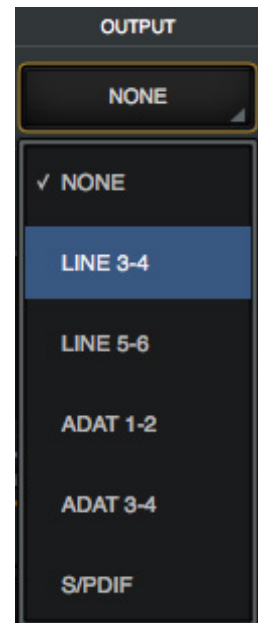 OUTPUT
NONE
✓ NONE
LINE 3-4
LINE 5-6
ADAT 1-2
ADAT 3-4
S/PDIF